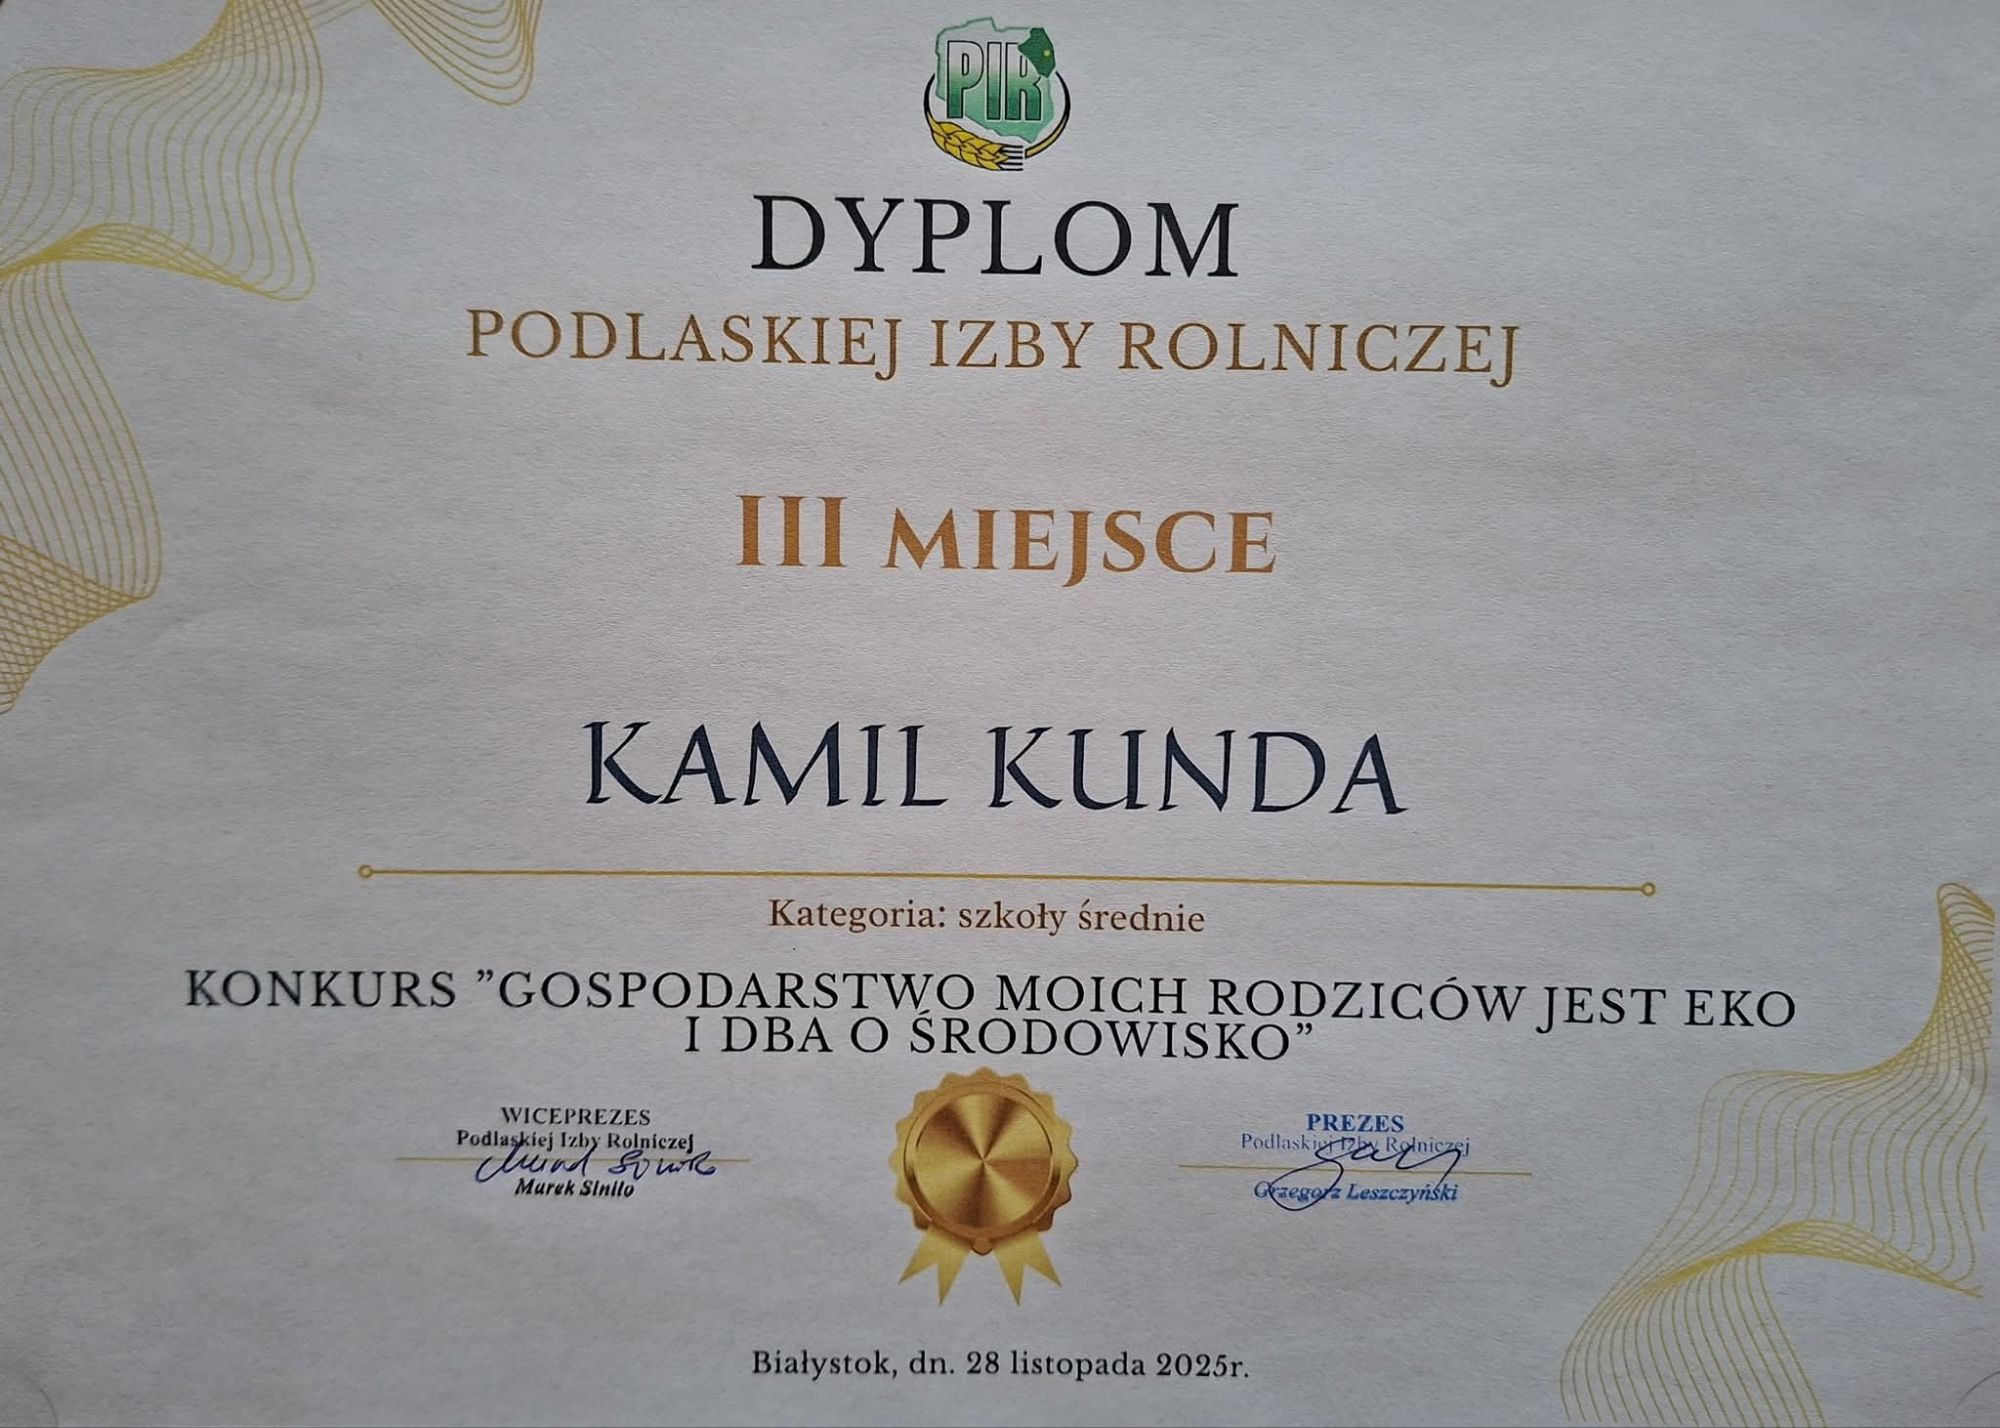 PIR
DYPLOM
PODLASKIEJ IZBY ROLNICZEJ
III MIEJSCE
KAMIL KUNDA
Kategoria: szkoły średnie
KONKURS ”GOSPODARSTWO MOICH RODZICÓW JEST EKO
I DBA O ŚRODOWISKO”
WICEPREZES
Podlaskiej Izby Rolniczej
Marek Siniło
PREZES
Podlaskiej Izby Rolniczej
Grzegorz Leszczyński
Białystok, dn. 28 listopada 2025r.